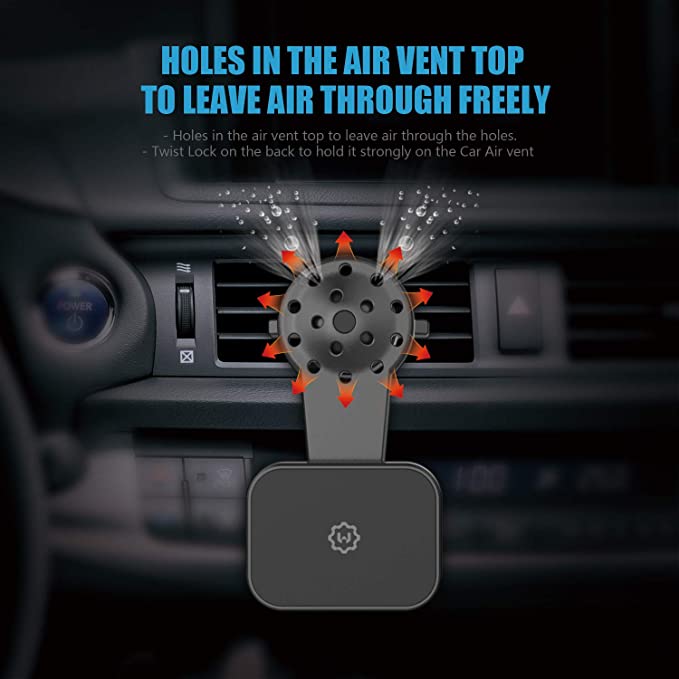 HOLES IN THE AIR VENT TOP
TO LEAVE AIR THROUGH FREELY
- Holes in the air vent top to leave air through the holes.
- Twist Lock on the back to hold it strongly on the Car Air vent
POWER
W
1:00